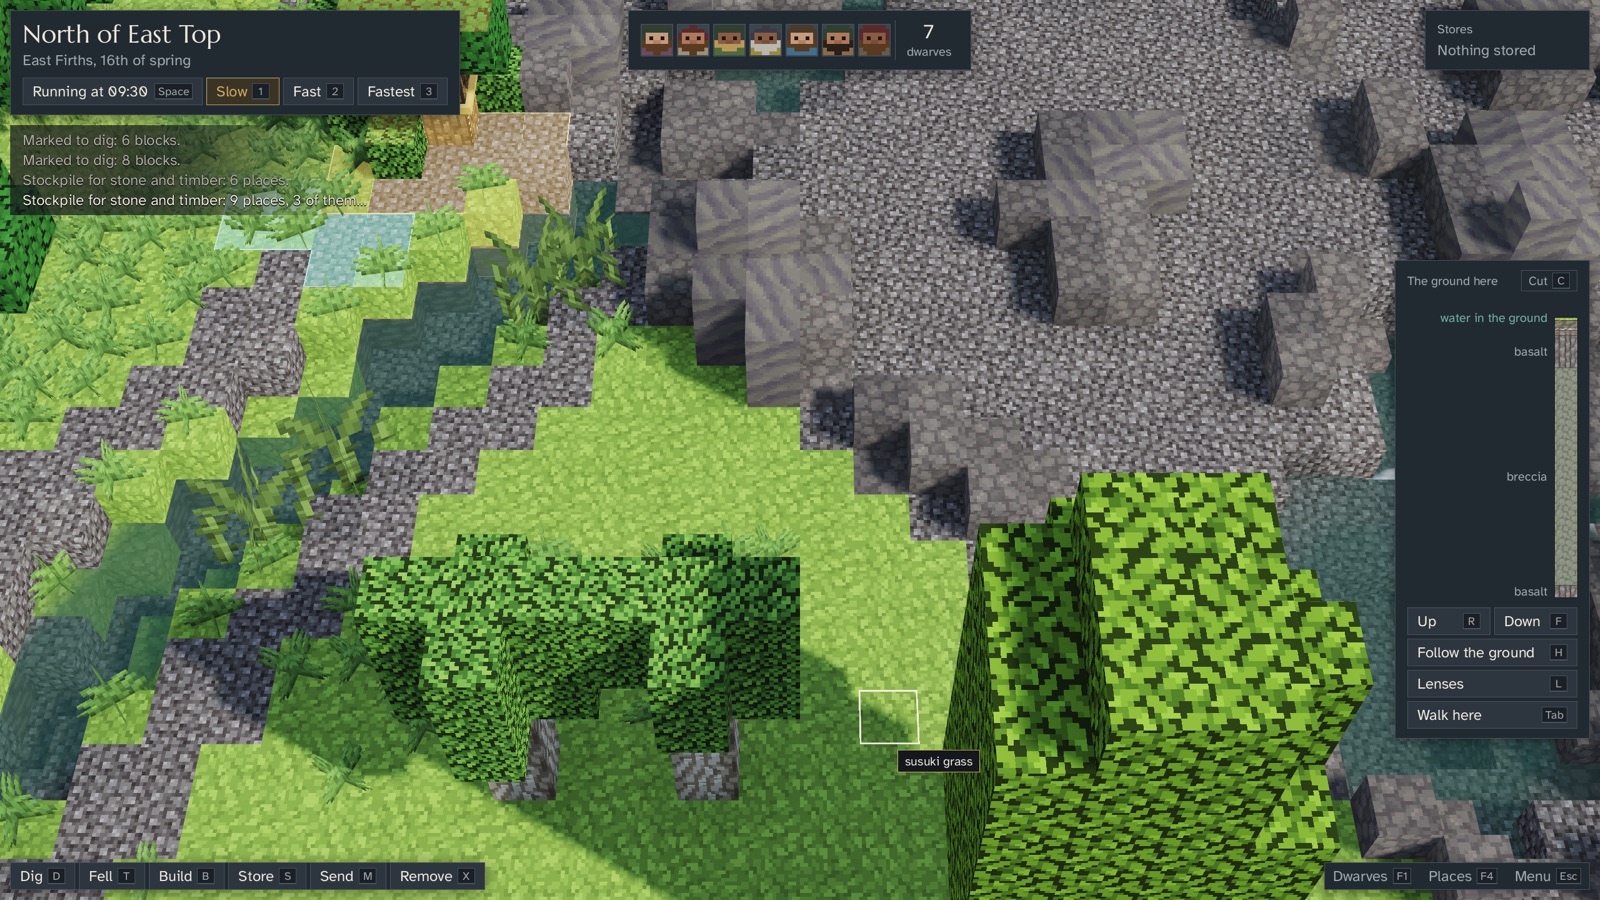 North of East Top
East Firths, 16th of spring
Running at 09:30 Space
Slow 1
Fast 2
Fastest 3
Marked to dig: 6 blocks.
Marked to dig: 8 blocks.
Stockpile for stone and timber: 6 places.
Stockpile for stone and timber: 9 places, 3 of them...
7
dwarves
Stores
Nothing stored
The ground here
Cut C
water in the ground
basalt
breccia
basalt
Up R
Down F
Follow the ground H
Lenses L
Walk here Tab
susuki grass
Dig D
Fell T
Build B
Store S
Send M
Remove X
Dwarves F1
Places F4
Menu Esc